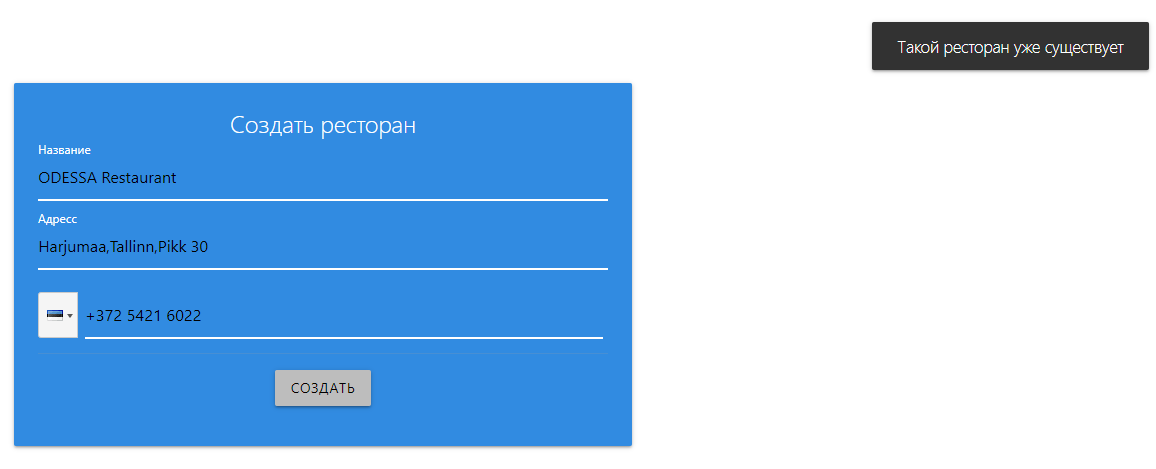 Такой ресторан уже существует
Создать ресторан
Название
ODESSA Restaurant
Адресс
Harjumaa,Tallinn,Pikk 30
+372 5421 6022
СОЗДАТЬ